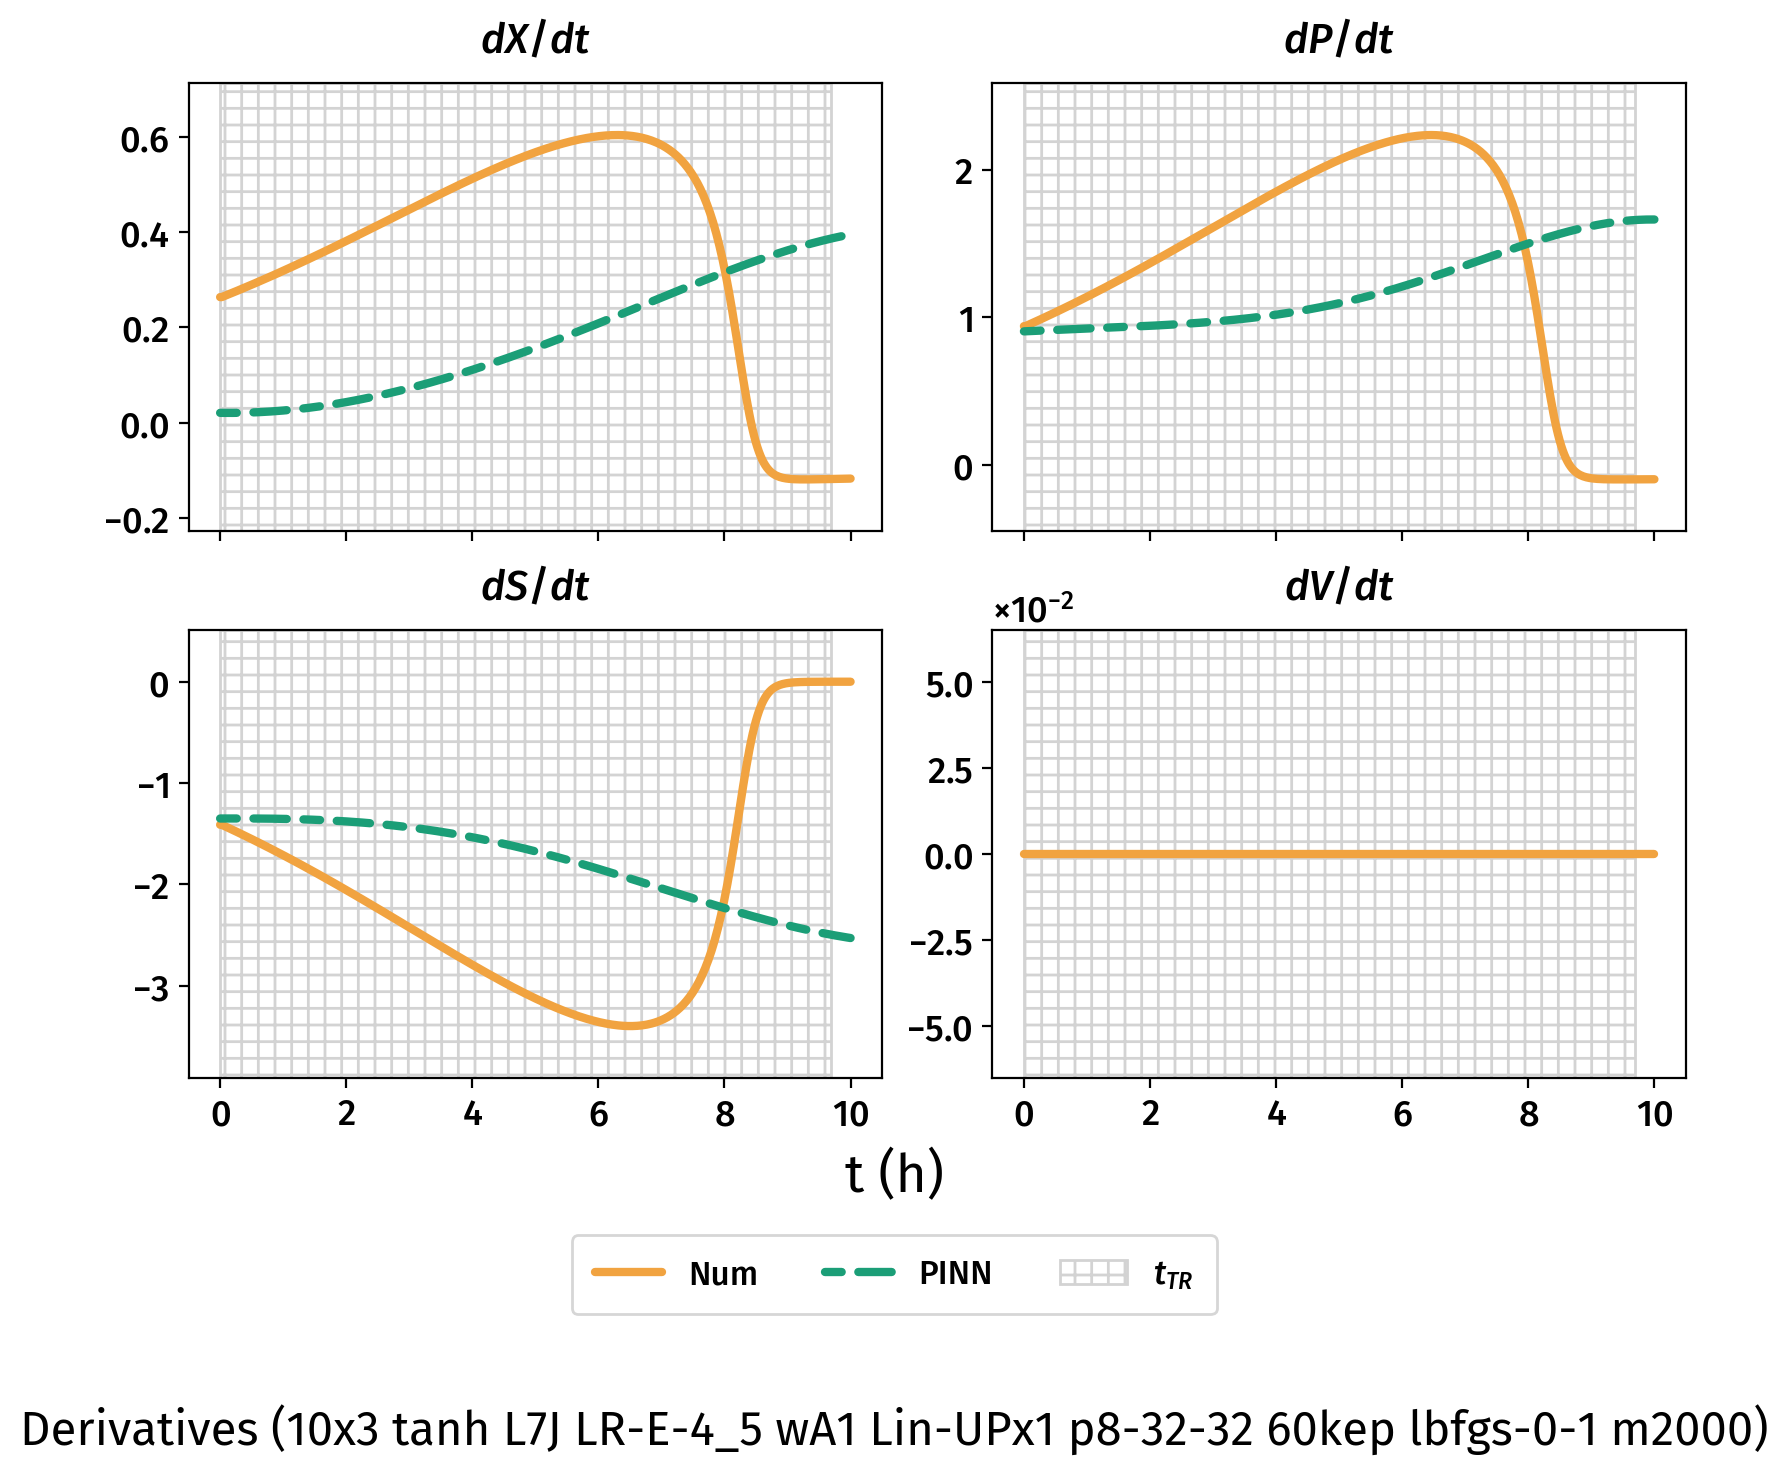 dX/dt
dP/dt
0.6
0.4
0.2
0.0
−0.2
2
1
0
dS/dt
dV/dt
×10⁻²
0
−1
−2
−3
5.0
2.5
0.0
−2.5
−5.0
0 2 4 6 8 10
0 2 4 6 8 10
t (h)
Num PINN t_TR
Derivatives (10x3 tanh L7J LR-E-4_5 wA1 Lin-UPx1 p8-32-32 60kep lbfgs-0-1 m2000)